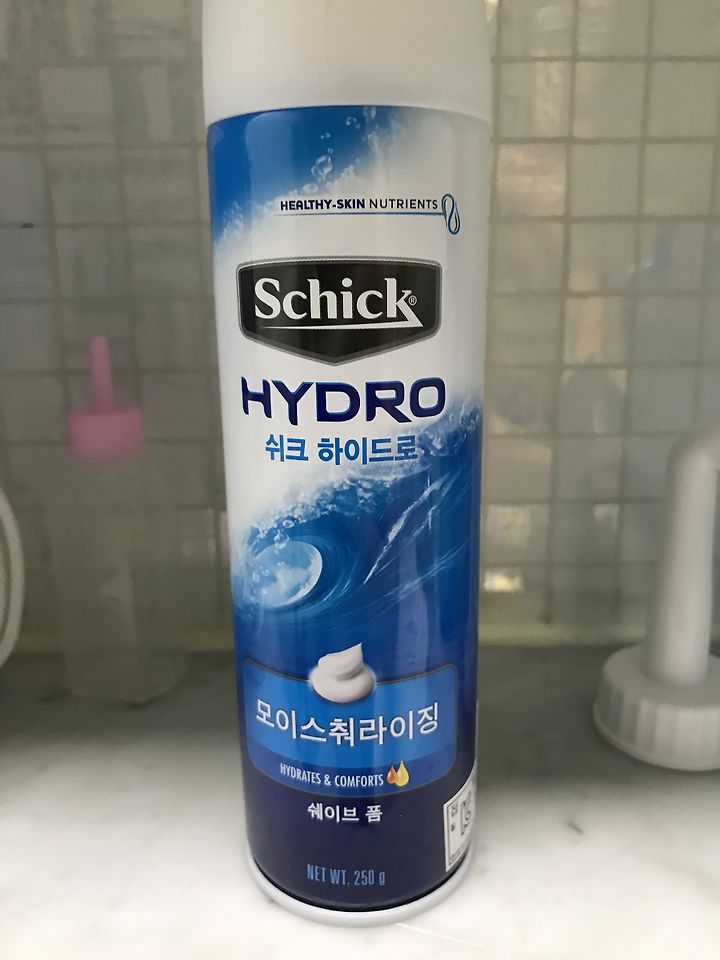 HEALTHY-SKIN NUTRIENTS
Schick®
HYDRO
쉬크 하이드로
모이스춰라이징
HYDRATES & COMFORTS
쉐이브 폼
NET WT. 250 g